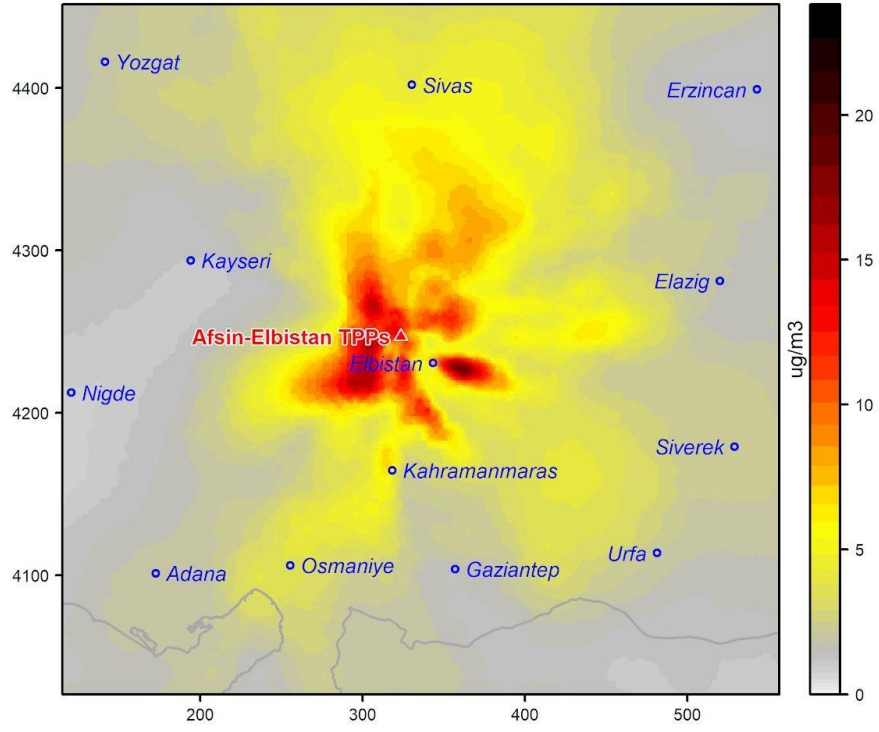 4400
4300
4200
4100
Yozgat
Sivas
Erzincan
Kayseri
Elazig
Afsin-Elbistan TPPs
Elbistan
Nigde
Siverek
Kahramanmaras
Urfa
Adana
Osmaniye
Gaziantep
200
300
400
500
20
15
10
5
0
ug/m3